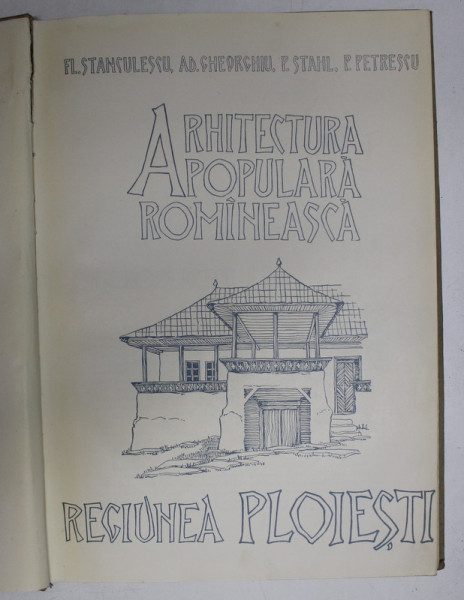 FL. STANCULESCU, AD. GHEORGHIU, P. STAHL, P. PETRESCU
ARHITECTURA
POPULARĂ
ROMÎNEASCĂ
REGIUNEA PLOIEȘTI